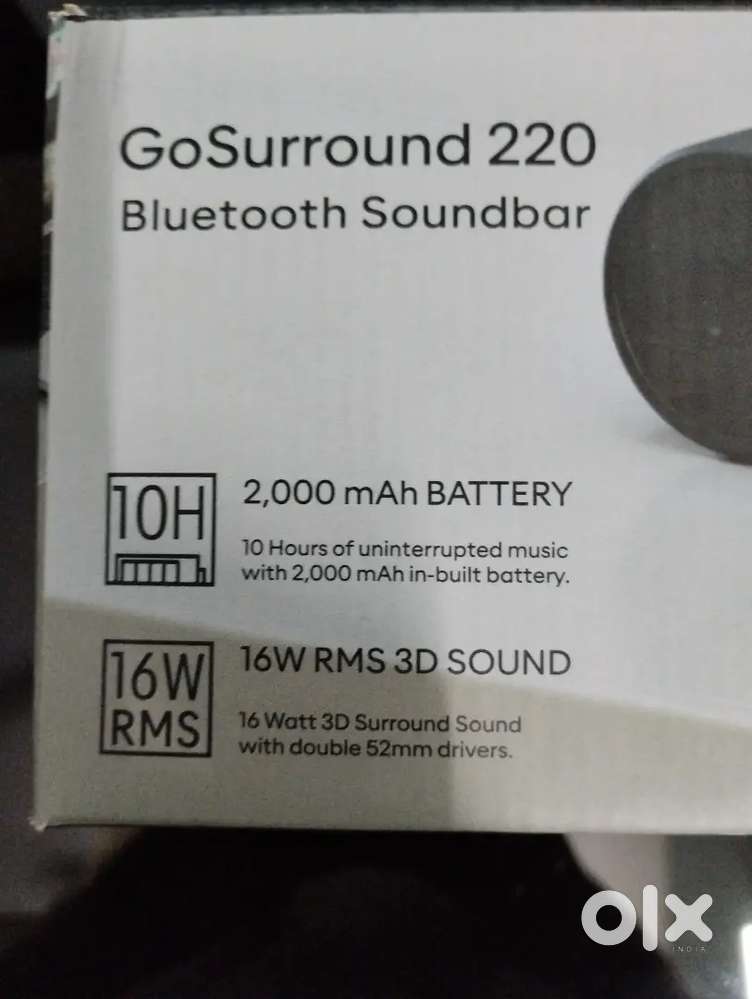 GoSurround 220
Bluetooth Soundbar
10H
2,000 mAh BATTERY
10 Hours of uninterrupted music
with 2,000 mAh in-built battery.
16W
RMS
16W RMS 3D SOUND
16 Watt 3D Surround Sound
with double 52mm drivers.
olx
INDIA